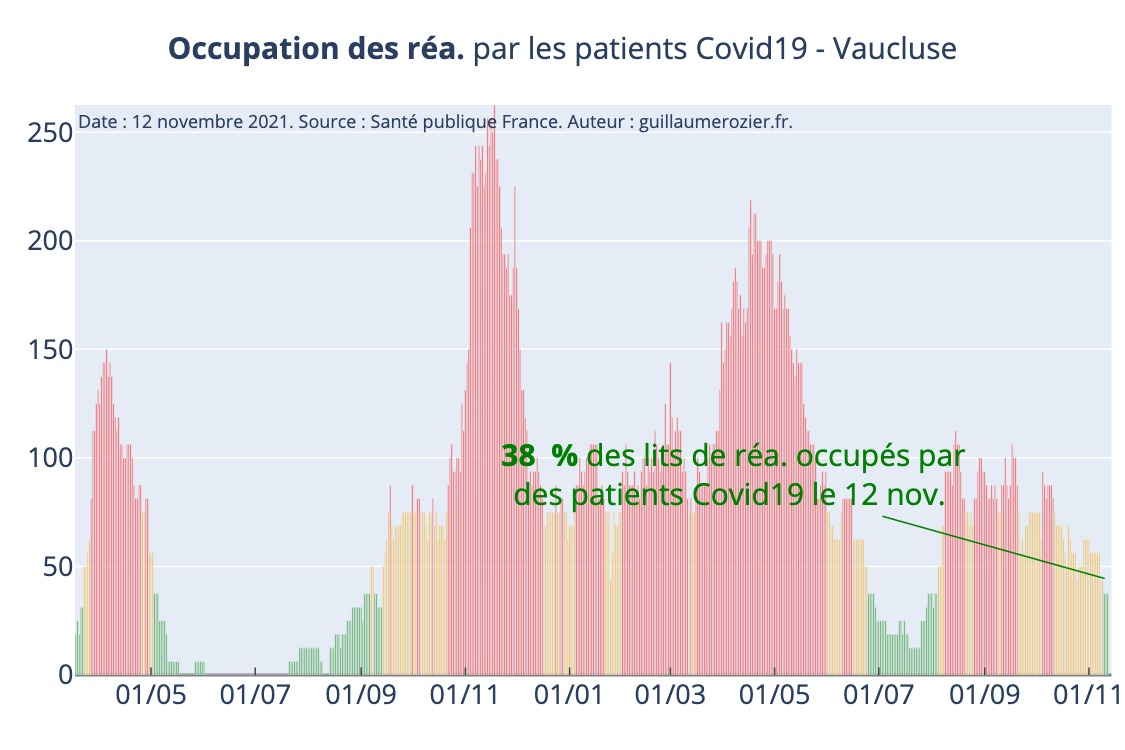 Occupation des réa. par les patients Covid19 - Vaucluse
Date : 12 novembre 2021. Source : Santé publique France. Auteur : guillaumerozier.fr.
250
200
150
100
50
0
38 % des lits de réa. occupés par
des patients Covid19 le 12 nov.
01/05 01/07 01/09 01/11 01/01 01/03 01/05 01/07 01/09 01/11